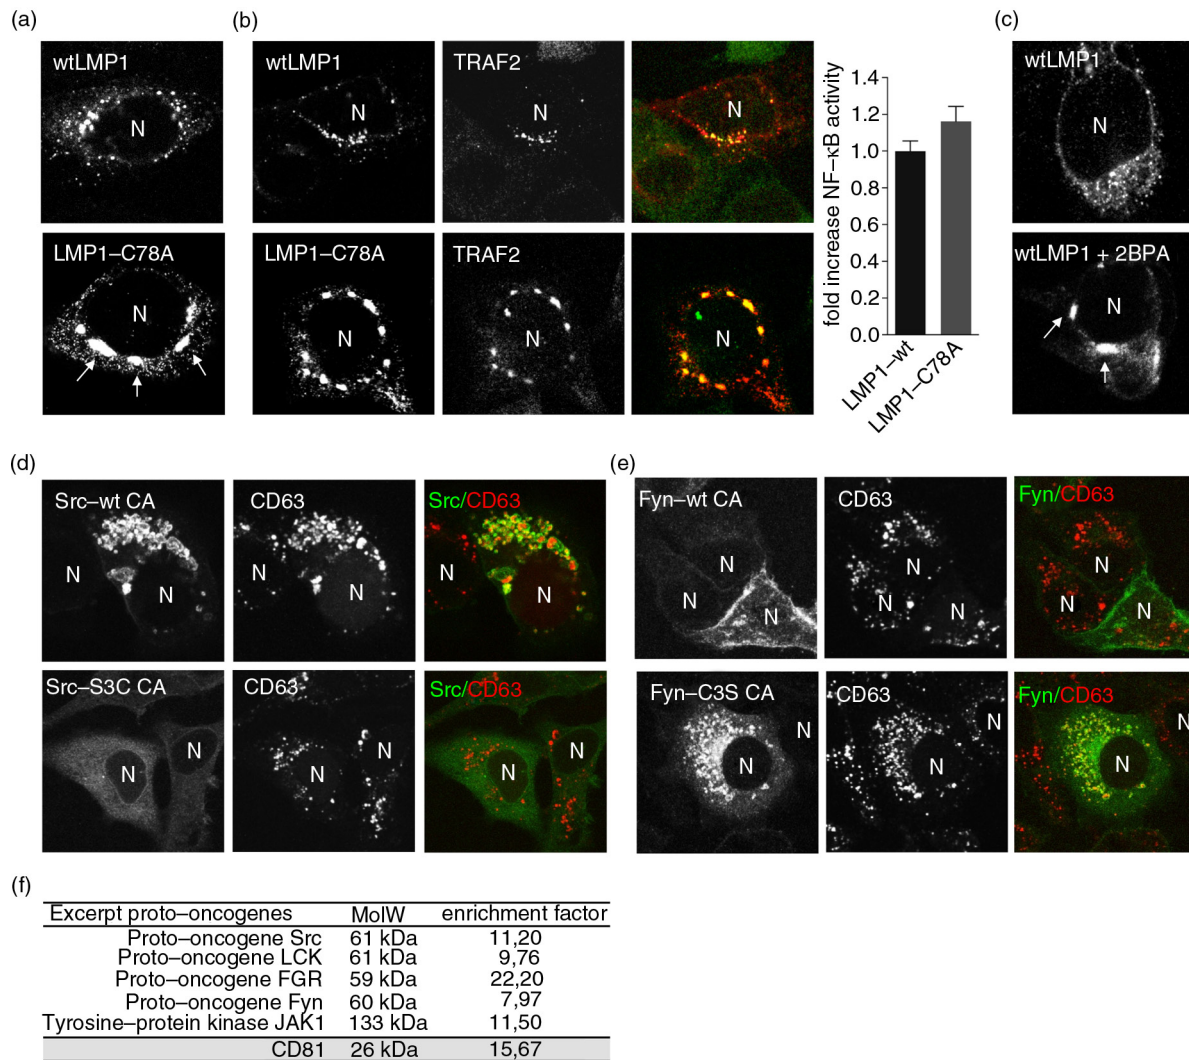 (a)
(b)
(c)
wtLMP1
N
wtLMP1
N
TRAF2
N
N
fold increase NF–κB activity
1.4
1.2
1.0
0.8
0.6
0.4
0.2
0.0
LMP1–wt
LMP1–C78A
wtLMP1
N
LMP1–C78A
N
LMP1–C78A
N
TRAF2
N
N
wtLMP1 + 2BPA
N
(d)
(e)
Src–wt CA
N
N
CD63
N
N
Src/CD63
N
N
Fyn–wt CA
N
N
N
CD63
N
N
N
Fyn/CD63
N
N
N
Src–S3C CA
N
N
CD63
N
N
Src/CD63
N
N
Fyn–C3S CA
N
N
CD63
N
N
Fyn/CD63
N
N
(f)
Excerpt proto–oncogenes MolW enrichment factor
Proto–oncogene Src 61 kDa 11,20
Proto–oncogene LCK 61 kDa 9,76
Proto–oncogene FGR 59 kDa 22,20
Proto–oncogene Fyn 60 kDa 7,97
Tyrosine–protein kinase JAK1 133 kDa 11,50
CD81 26 kDa 15,67